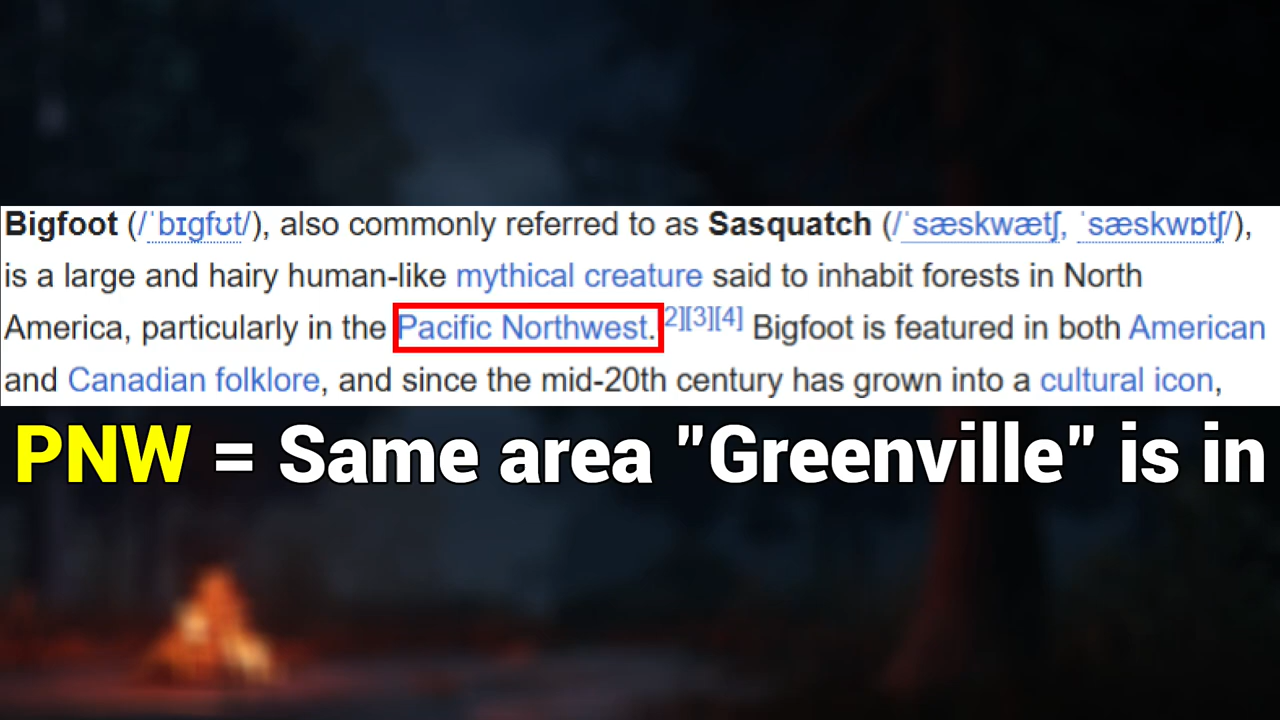 Bigfoot (/ˈbɪɡfʊt/), also commonly referred to as Sasquatch (/ˈsæskwætʃ, ˈsæskwɒtʃ/),
is a large and hairy human-like mythical creature said to inhabit forests in North
America, particularly in the Pacific Northwest.2][3][4] Bigfoot is featured in both American
and Canadian folklore, and since the mid-20th century has grown into a cultural icon,
PNW = Same area "Greenville" is in